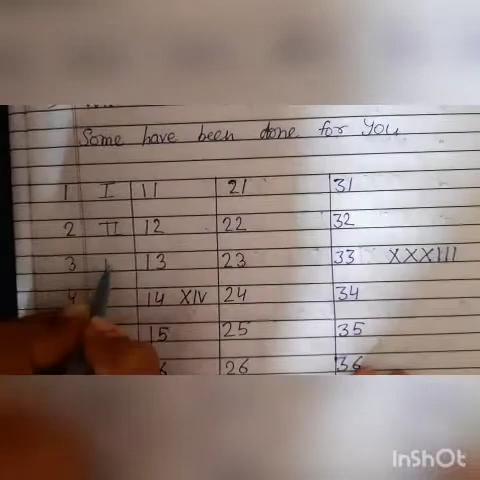 Some have been done for You
1 I 11 21 31
2 II 12 22 32
3 I 13 23 33 XXXIII
4 14 XIV 24 34
15 25 35
26 36
InShOt